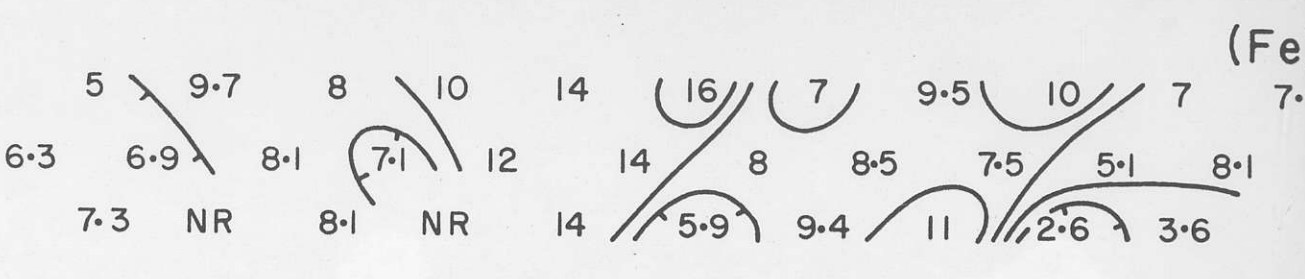 (Fe
5 9·7 8 10 14 16 7 9·5 10 7 7·
6·3 6·9 8·1 7·1 12 14 8 8·5 7·5 5·1 8·1
7·3 NR 8·1 NR 14 5·9 9·4 11 2·6 3·6